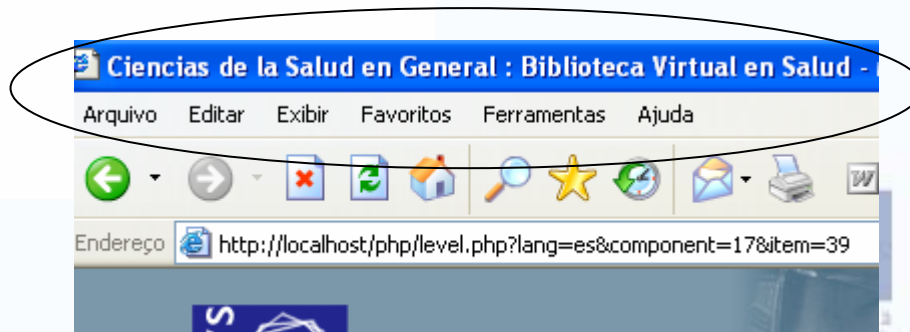 Ciencias de la Salud en General : Biblioteca Virtual en Salud -
Arquivo Editar Exibir Favoritos Ferramentas Ajuda
W
Endereço http://localhost/php/level.php?lang=es&component=17&item=39